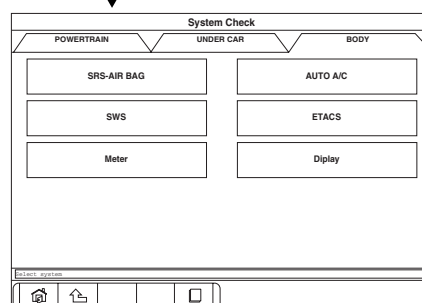 System Check
POWERTRAIN UNDER CAR BODY
SRS-AIR BAG AUTO A/C
SWS ETACS
Meter Diplay
Select system